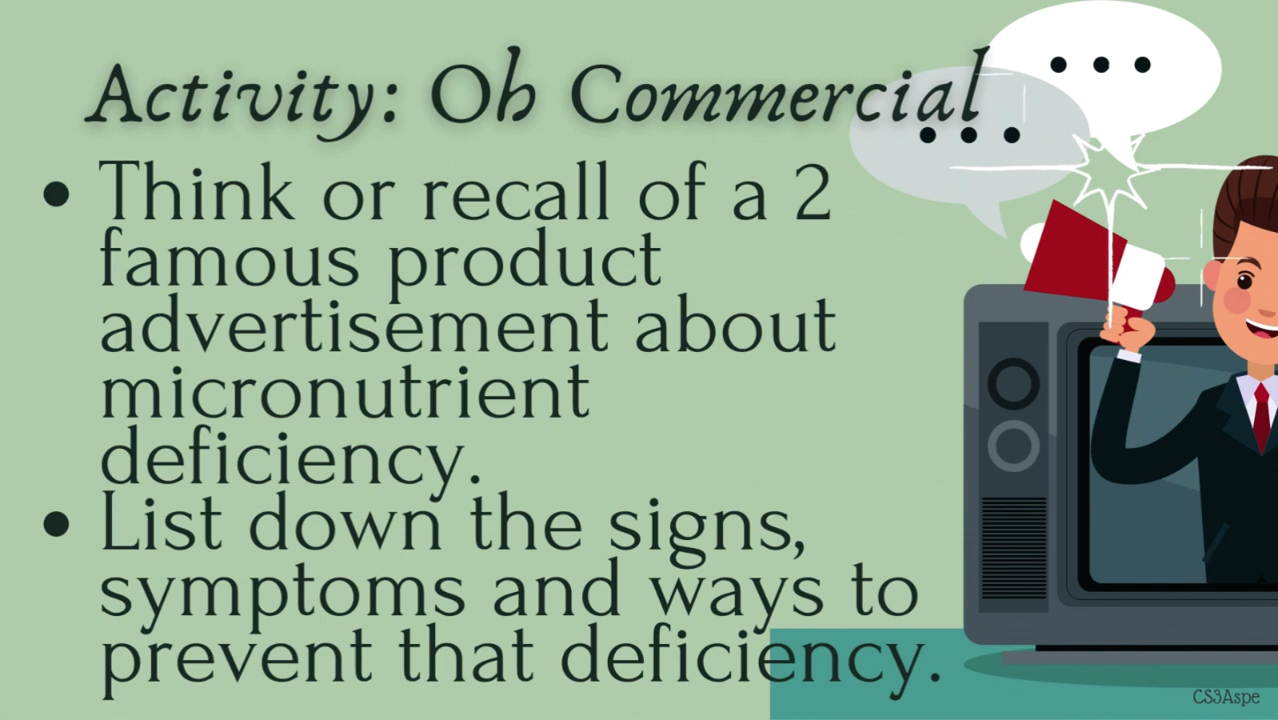 Activity: Oh Commercial
• Think or recall of a 2
famous product
advertisement about
micronutrient
deficiency.
• List down the signs,
symptoms and ways to
prevent that deficiency.
CS3Aspe